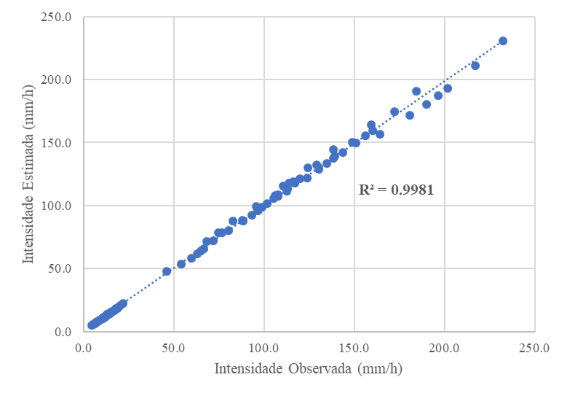 250.0
200.0
150.0
100.0
50.0
0.0
Intensidade Estimada (mm/h)
R² = 0.9981
0.0 50.0 100.0 150.0 200.0 250.0
Intensidade Observada (mm/h)